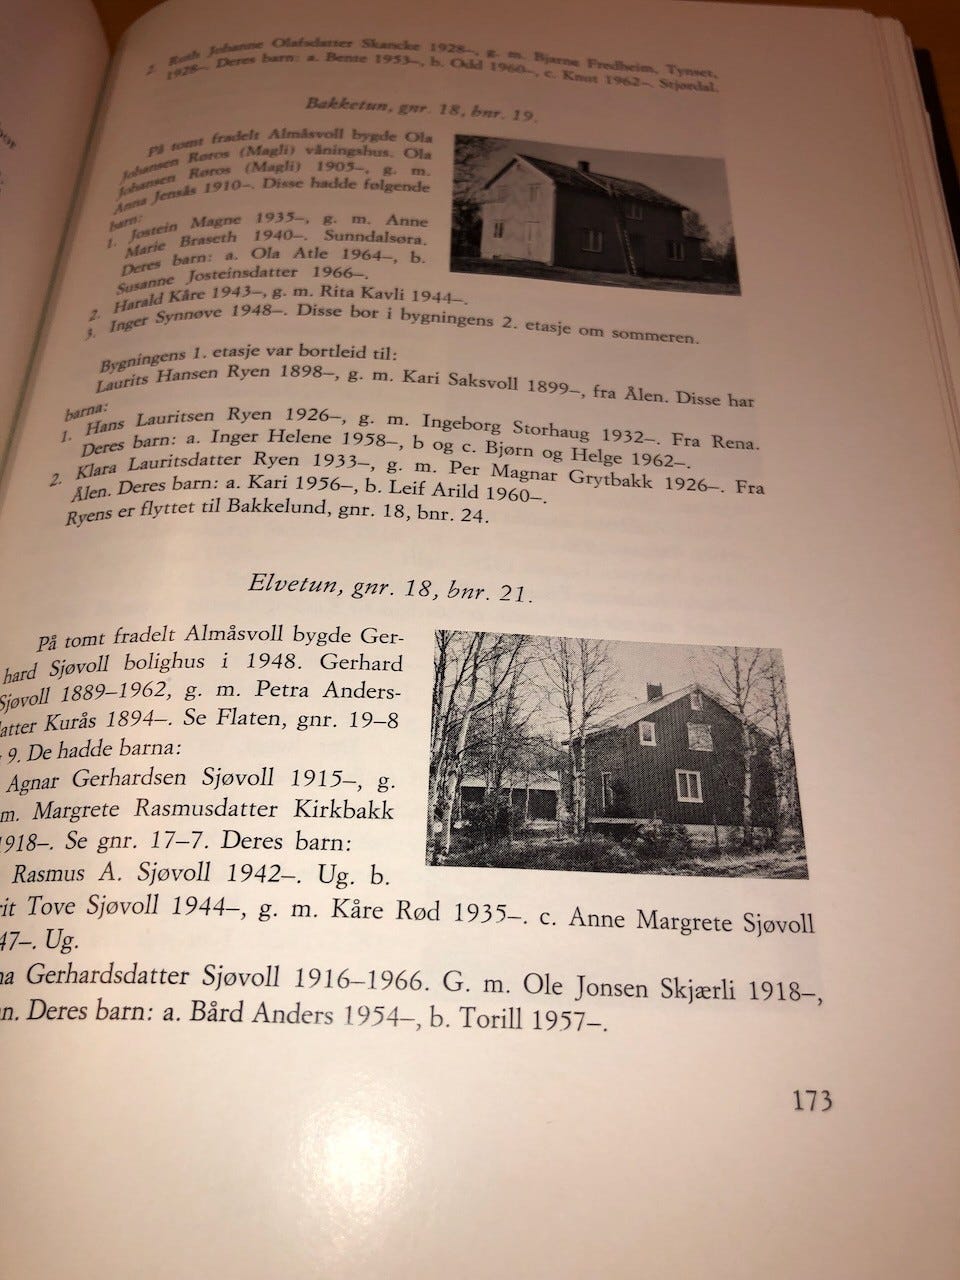 2. Ruth Johanne Olafsdatter Skancke 1928–, g. m. Bjarne Fredheim, Tynset,
1928–. Deres barn: a. Bente 1953–, b. Odd 1960–, c. Knut 1962–. Stjørdal.
Bakketun, gnr. 18, bnr. 19.
På tomt fradelt Almåsvoll bygde Ola
Johansen Røros (Magli) våningshus. Ola
Johansen Røros (Magli) 1905–, g. m.
Anna Jensås 1910–. Disse hadde følgende
barn:
1. Jostein Magne 1935–, g. m. Anne
Marie Braseth 1940–. Sunndalsøra.
Deres barn: a. Ola Atle 1964–, b.
Susanne Josteinsdatter 1966–.
2. Harald Kåre 1943–, g. m. Rita Kavli 1944–.
3. Inger Synnøve 1948–. Disse bor i bygningens 2. etasje om sommeren.
Bygningens 1. etasje var bortleid til:
Laurits Hansen Ryen 1898–, g. m. Kari Saksvoll 1899–, fra Ålen. Disse har
barna:
1. Hans Lauritsen Ryen 1926–, g. m. Ingeborg Storhaug 1932–. Fra Rena.
Deres barn: a. Inger Helene 1958–, b og c. Bjørn og Helge 1962–.
2. Klara Lauritsdatter Ryen 1933–, g. m. Per Magnar Grytbakk 1926–. Fra
Ålen. Deres barn: a. Kari 1956–, b. Leif Arild 1960–.
Ryens er flyttet til Bakkelund, gnr. 18, bnr. 24.
Elvetun, gnr. 18, bnr. 21.
På tomt fradelt Almåsvoll bygde Ger-
hard Sjøvoll bolighus i 1948. Gerhard
Sjøvoll 1889–1962, g. m. Petra Anders-
atter Kurås 1894–. Se Flaten, gnr. 19–8
9. De hadde barna:
Agnar Gerhardsen Sjøvoll 1915–, g.
m. Margrete Rasmusdatter Kirkbakk
1918–. Se gnr. 17–7. Deres barn:
Rasmus A. Sjøvoll 1942–. Ug. b.
it Tove Sjøvoll 1944–, g. m. Kåre Rød 1935–. c. Anne Margrete Sjøvoll
47–. Ug.
a Gerhardsdatter Sjøvoll 1916–1966. G. m. Ole Jonsen Skjærli 1918–,
n. Deres barn: a. Bård Anders 1954–, b. Torill 1957–.
173